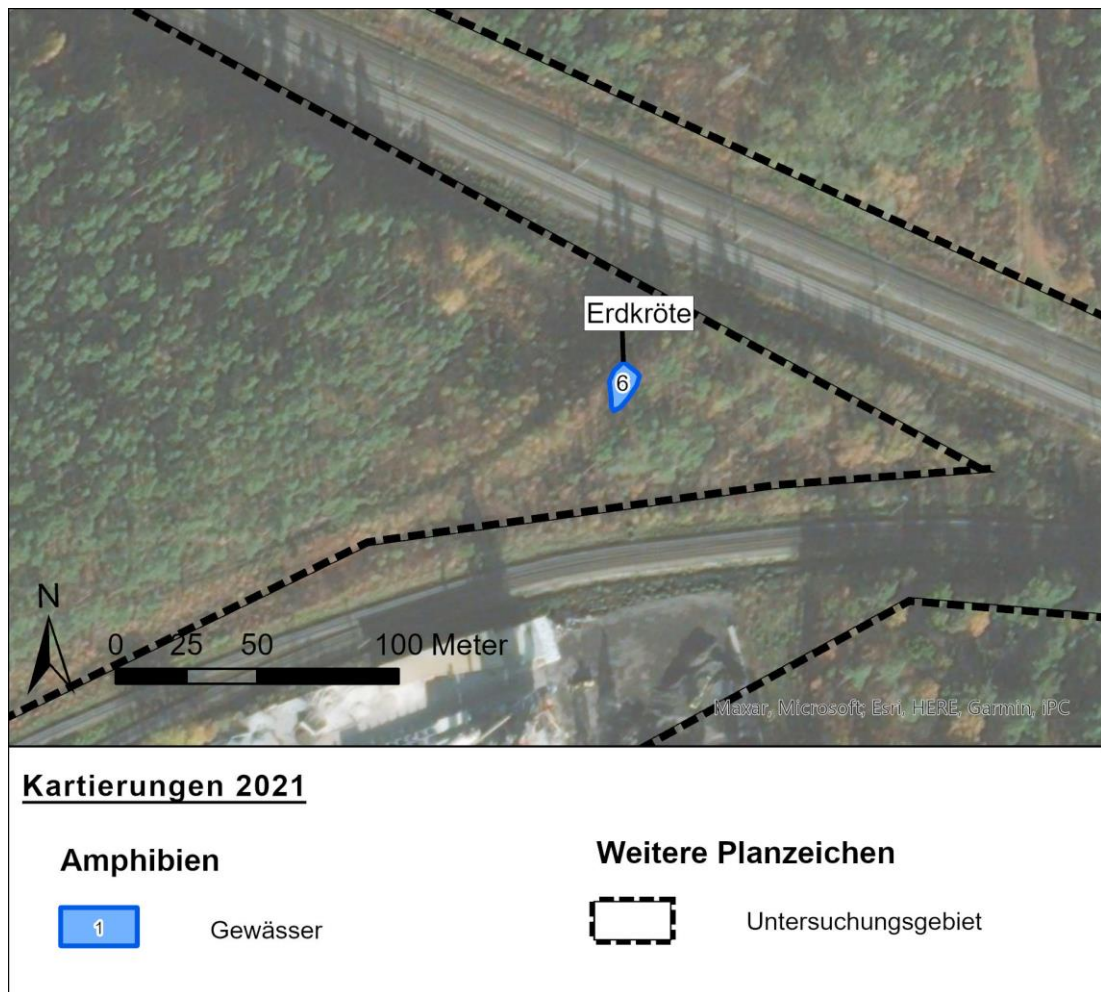 Erdkröte
6
N
0 25 50 100 Meter
Maxar, Microsoft, Esri, HERE, Garmin, iPC
Kartierungen 2021
Amphibien
1 Gewässer
Weitere Planzeichen
Untersuchungsgebiet